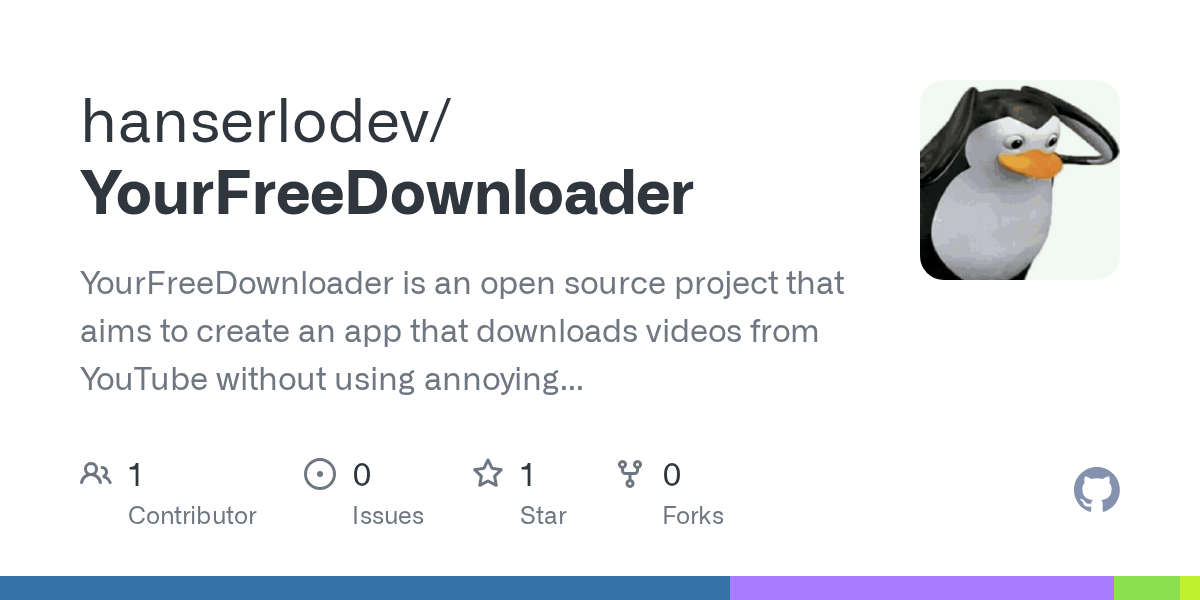 hanserlodev/
YourFreeDownloader
YourFreeDownloader is an open source project that
aims to create an app that downloads videos from
YouTube without using annoying...
1 0 1 0
Contributor Issues Star Forks